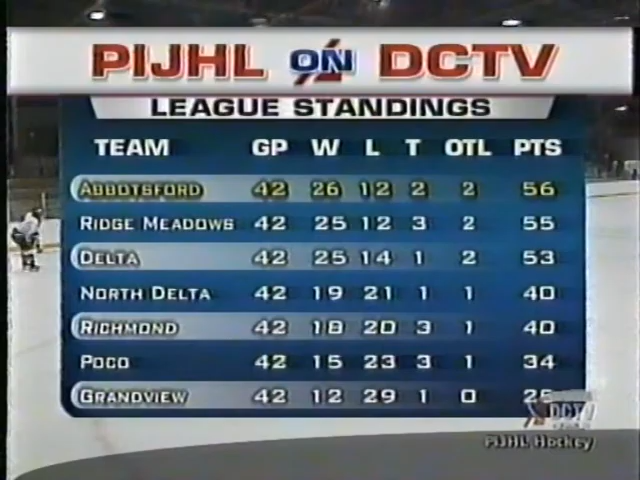 PIJHL ON DCTV
LEAGUE STANDINGS
TEAM GP W L T OTL PTS
ABBOTSFORD 42 26 12 2 2 56
RIDGE MEADOWS 42 25 12 3 2 55
DELTA 42 25 14 1 2 53
NORTH DELTA 42 19 21 1 1 40
RICHMOND 42 18 20 3 1 40
POCO 42 15 23 3 1 34
GRANDVIEW 42 12 29 1 0
DCTV
PIJHL Hockey